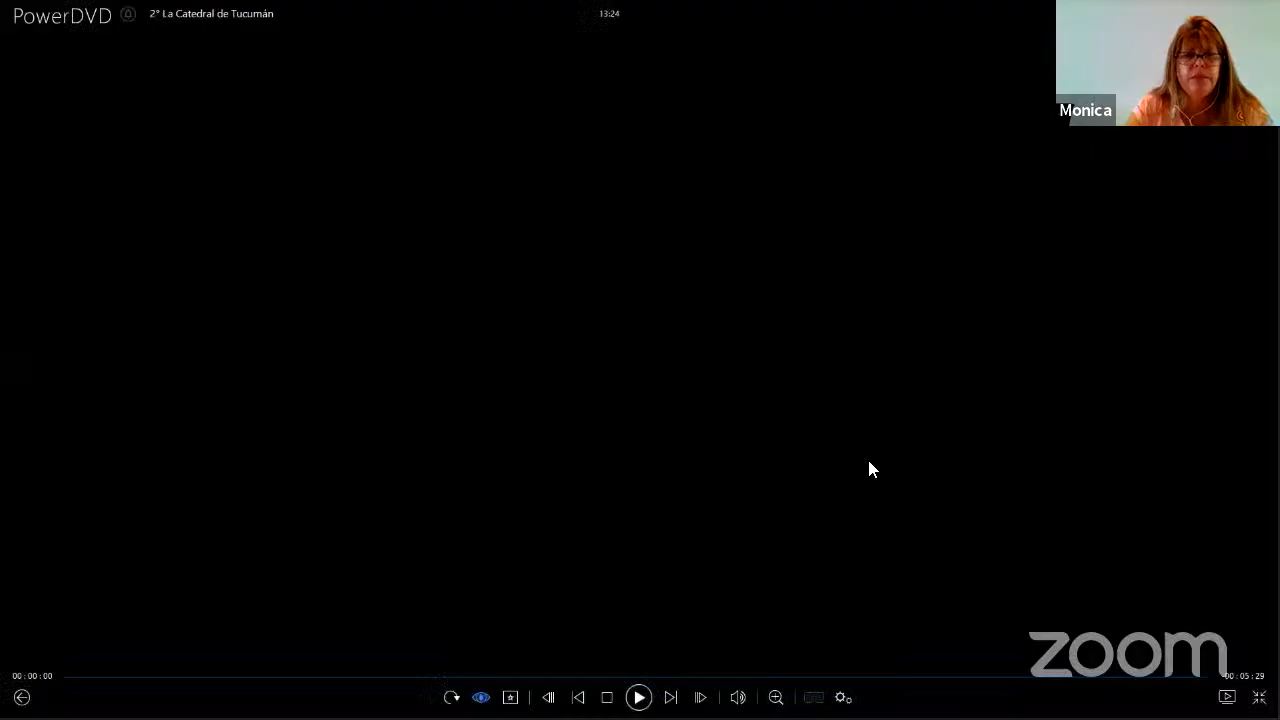 PowerDVD
2° La Catedral de Tucumán
13:24
Monica
zoom
00:00:00
00:05:29